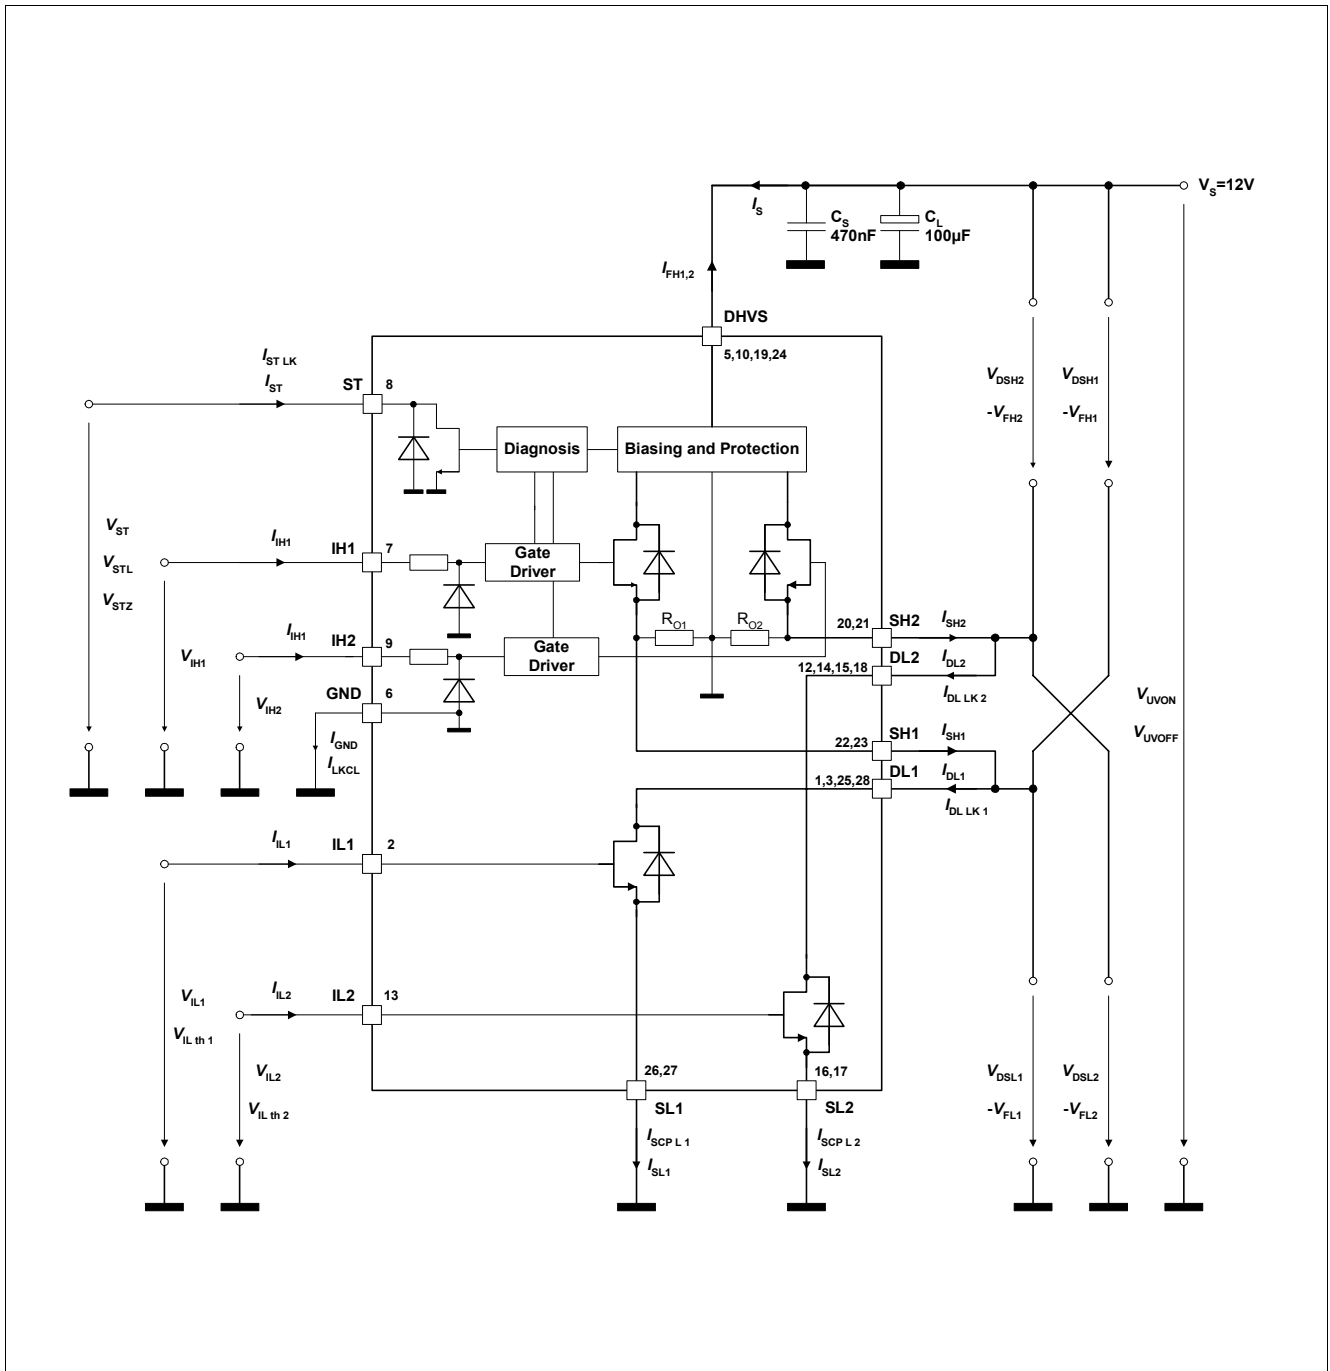 V_S=12V
I_S
C_S
470nF
C_L
100µF
I_FH1,2
DHVS
5,10,19,24
I_ST LK
I_ST
ST
8
V_DSH2
-V_FH2
V_DSH1
-V_FH1
Diagnosis
Biasing and Protection
V_ST
V_STL
V_STZ
I_IH1
IH1
7
Gate
Driver
R_O1
R_O2
20,21
SH2
I_SH2
I_IH1
IH2
9
Gate
Driver
12,14,15,18
DL2
I_DL2
I_DL LK 2
V_IH1
V_IH2
GND
6
I_GND
I_LKCL
V_UVON
V_UVOFF
22,23
SH1
I_SH1
1,3,25,28
DL1
I_DL1
I_DL LK 1
I_IL1
IL1
2
V_IL1
V_IL th 1
I_IL2
IL2
13
V_IL2
V_IL th 2
26,27
SL1
16,17
SL2
V_DSL1
-V_FL1
V_DSL2
-V_FL2
I_SCP L 1
I_SL1
I_SCP L 2
I_SL2